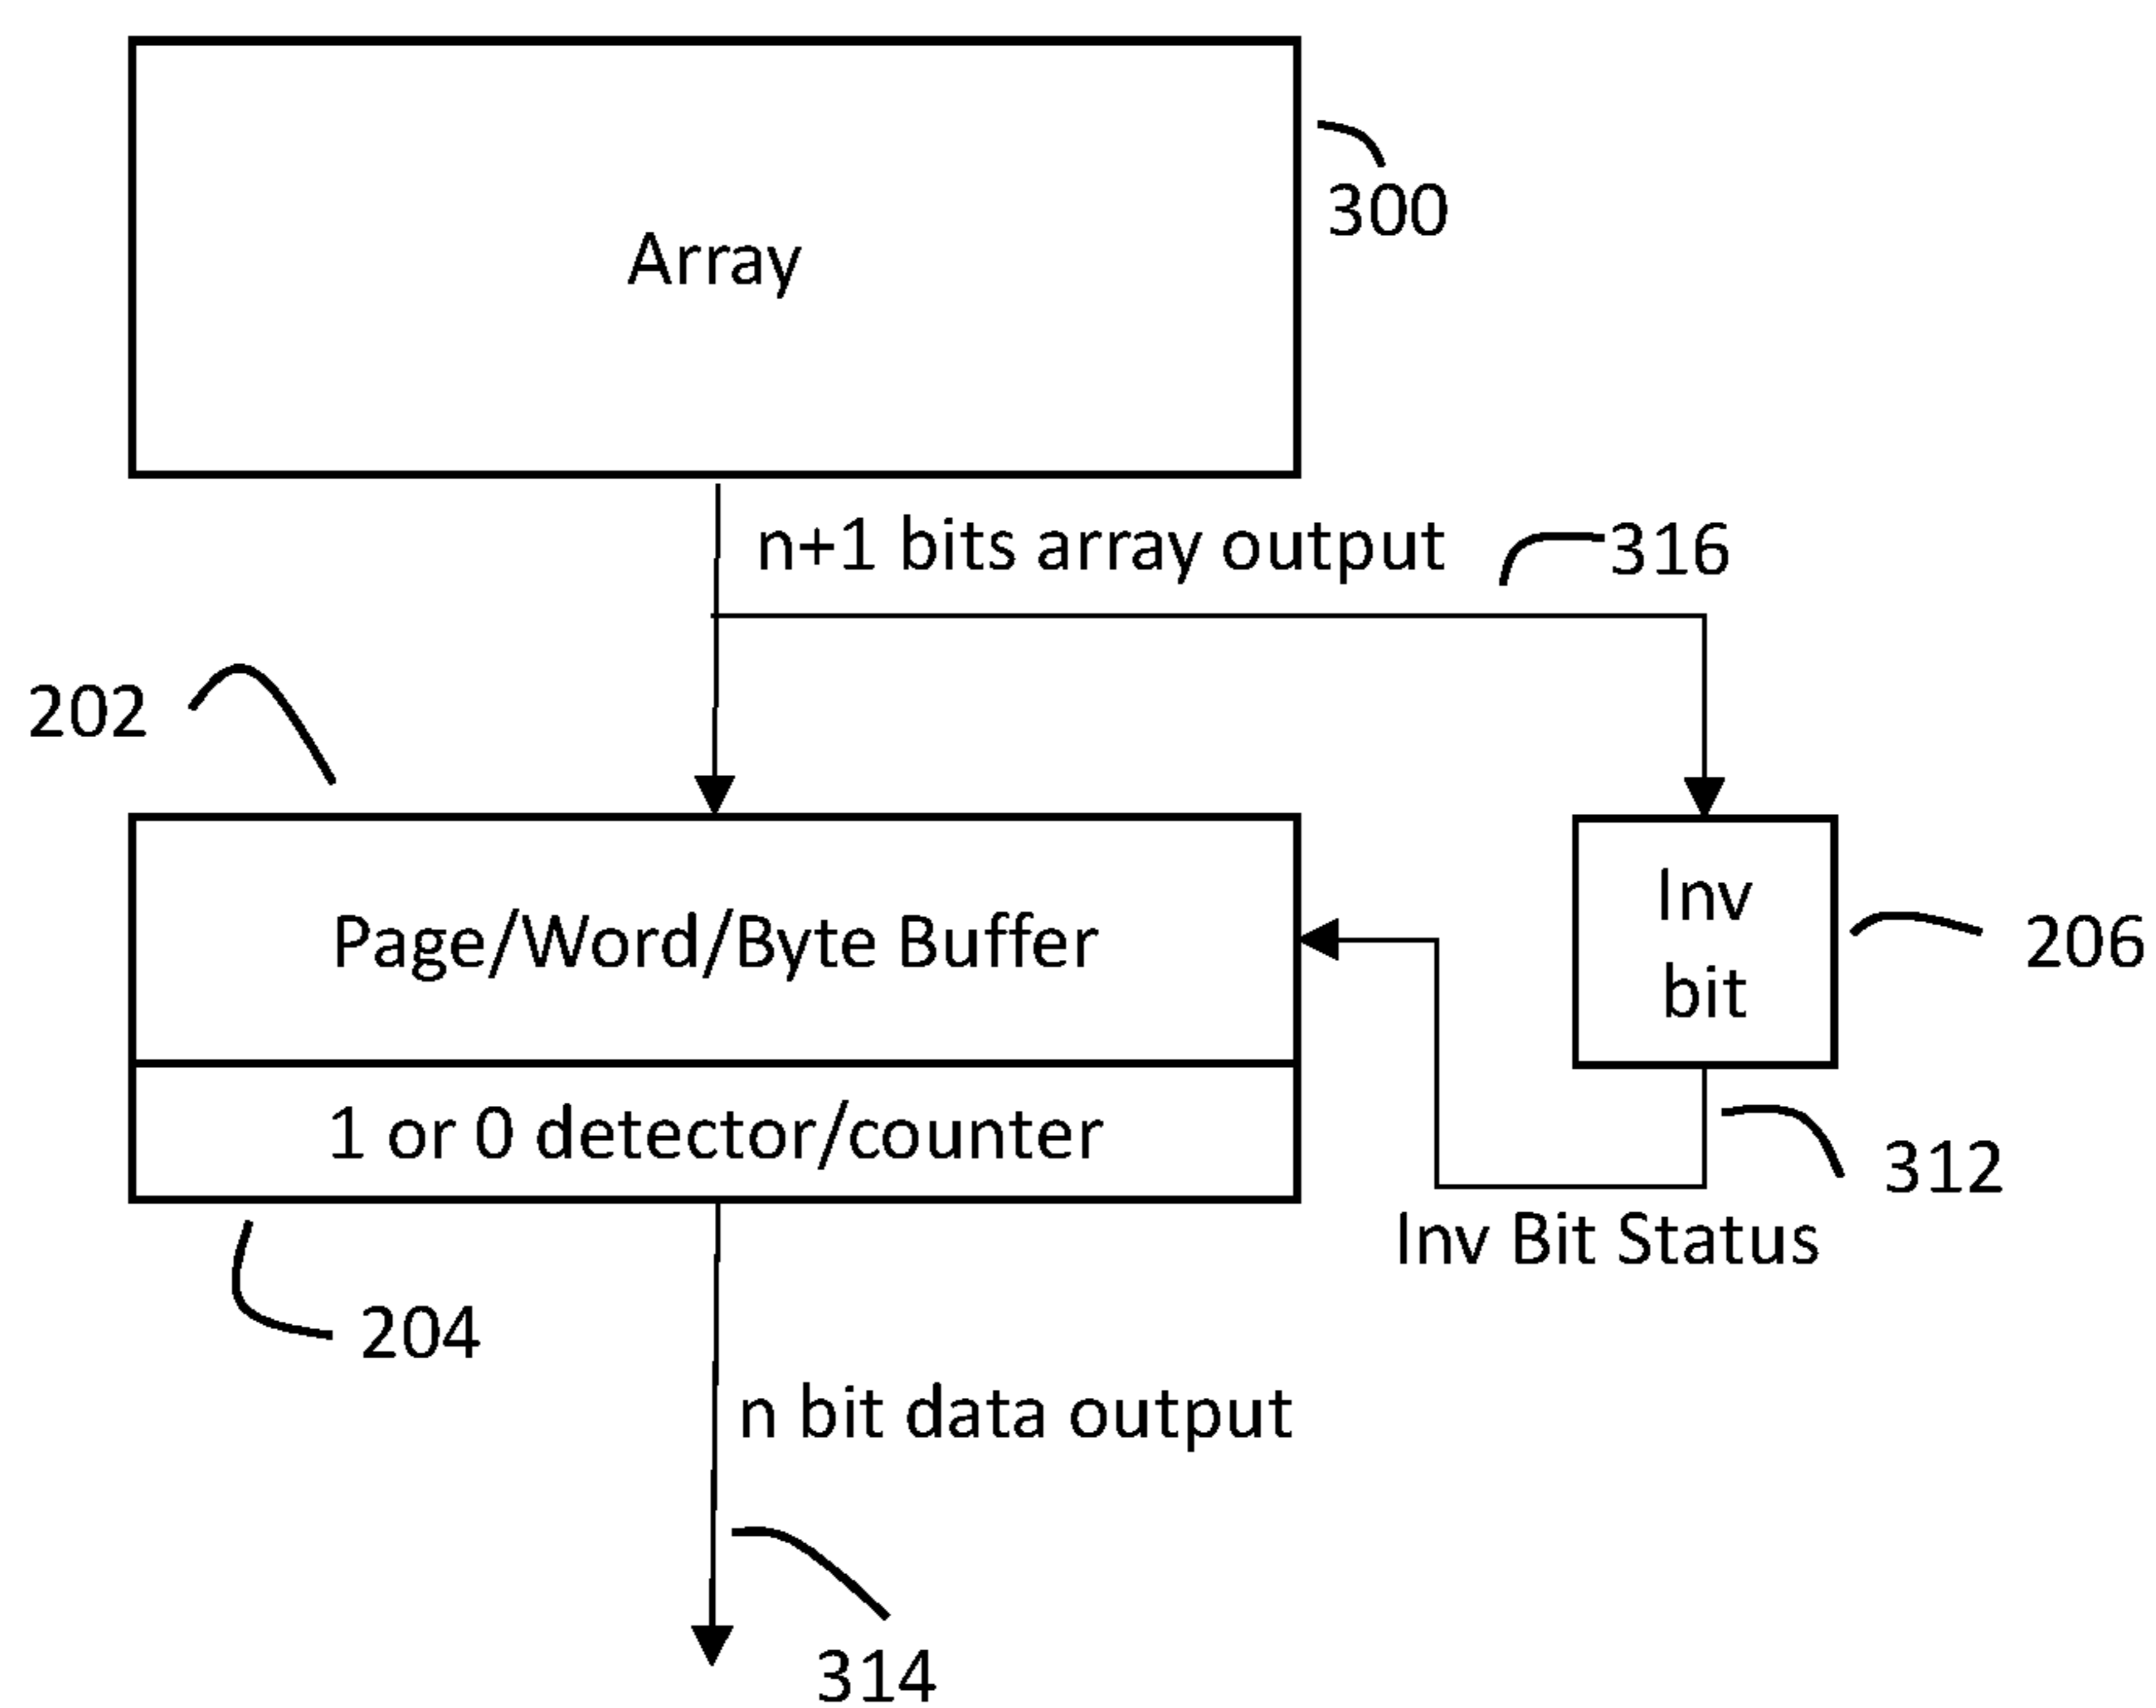 300
Array
n+1 bits array output
316
202
Inv
bit
206
Page/Word/Byte Buffer
1 or 0 detector/counter
312
Inv Bit Status
204
n bit data output
314